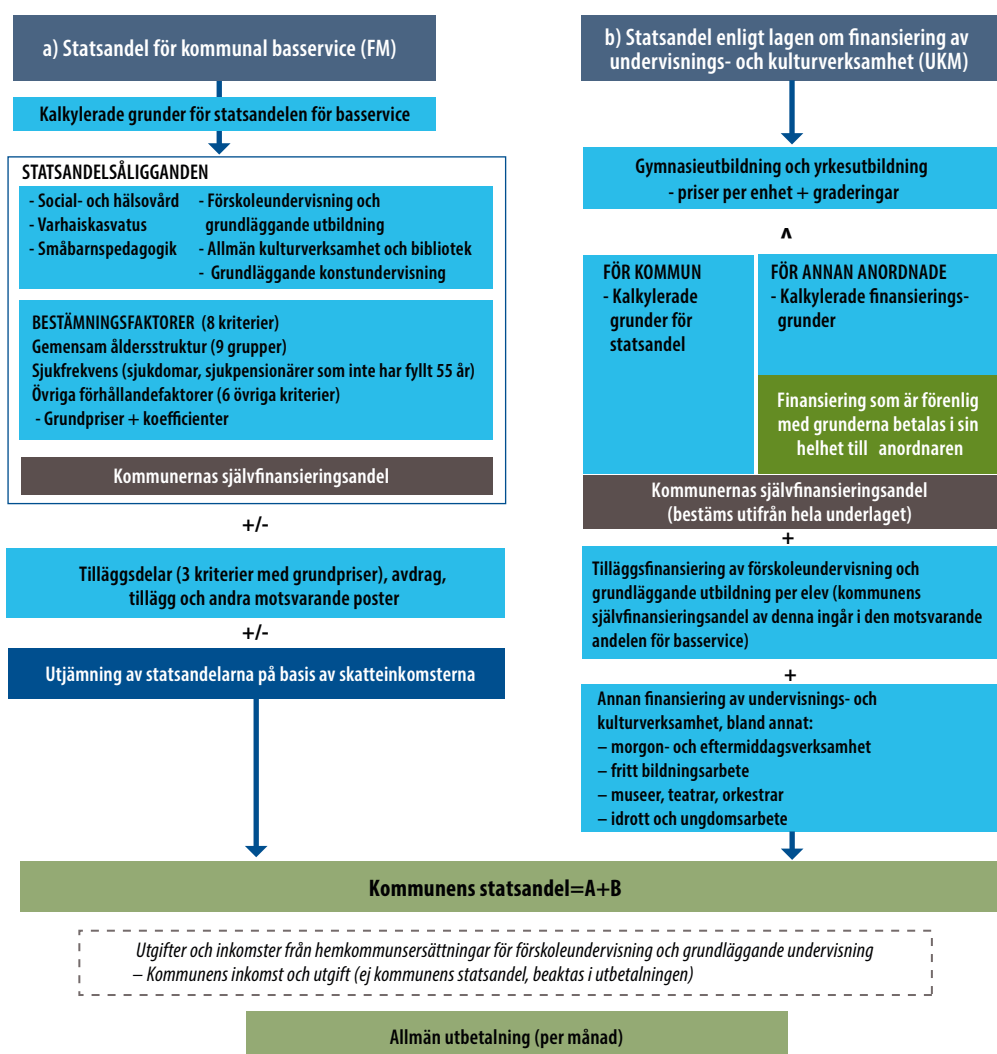 a) Statsandel för kommunal basservice (FM)
Kalkylerade grunder för statsandelen för basservice
STATSANDELSÅLIGGANDEN
- Social- och hälsovård
- Varhaiskasvatus
- Småbarnspedagogik
- Förskoleundervisning och
grundläggande utbildning
- Allmän kulturverksamhet och bibliotek
- Grundläggande konstundervisning
BESTÄMNINGSFAKTORER (8 kriterier)
Gemensam åldersstruktur (9 grupper)
Sjukfrekvens (sjukdomar, sjukpensionärer som inte har fyllt 55 år)
Övriga förhållandefaktorer (6 övriga kriterier)
- Grundpriser + koefficienter
Kommunernas självfinansieringsandel
+/-
Tilläggsdelar (3 kriterier med grundpriser), avdrag,
tillägg och andra motsvarande poster
+/-
Utjämning av statsandelarna på basis av skatteinkomsterna
b) Statsandel enligt lagen om finansiering av
undervisnings- och kulturverksamhet (UKM)
Gymnasieutbildning och yrkesutbildning
- priser per enhet + graderingar
∧
FÖR KOMMUN
- Kalkylerade
grunder för
statsandel
FÖR ANNAN ANORDNADE
- Kalkylerade finansierings-
grunder
Finansiering som är förenlig
med grunderna betalas i sin
helhet till anordnaren
Kommunernas självfinansieringsandel
(bestäms utifrån hela underlaget)
+
Tilläggsfinansiering av förskoleundervisning och
grundläggande utbildning per elev (kommunens
självfinansieringsandel av denna ingår i den motsvarande
andelen för basservice)
+
Annan finansiering av undervisnings- och
kulturverksamhet, bland annat:
– morgon- och eftermiddagsverksamhet
– fritt bildningsarbete
– museer, teatrar, orkestrar
– idrott och ungdomsarbete
Kommunens statsandel=A+B
Utgifter och inkomster från hemkommunsersättningar för förskoleundervisning och grundläggande undervisning
– Kommunens inkomst och utgift (ej kommunens statsandel, beaktas i utbetalningen)
Allmän utbetalning (per månad)